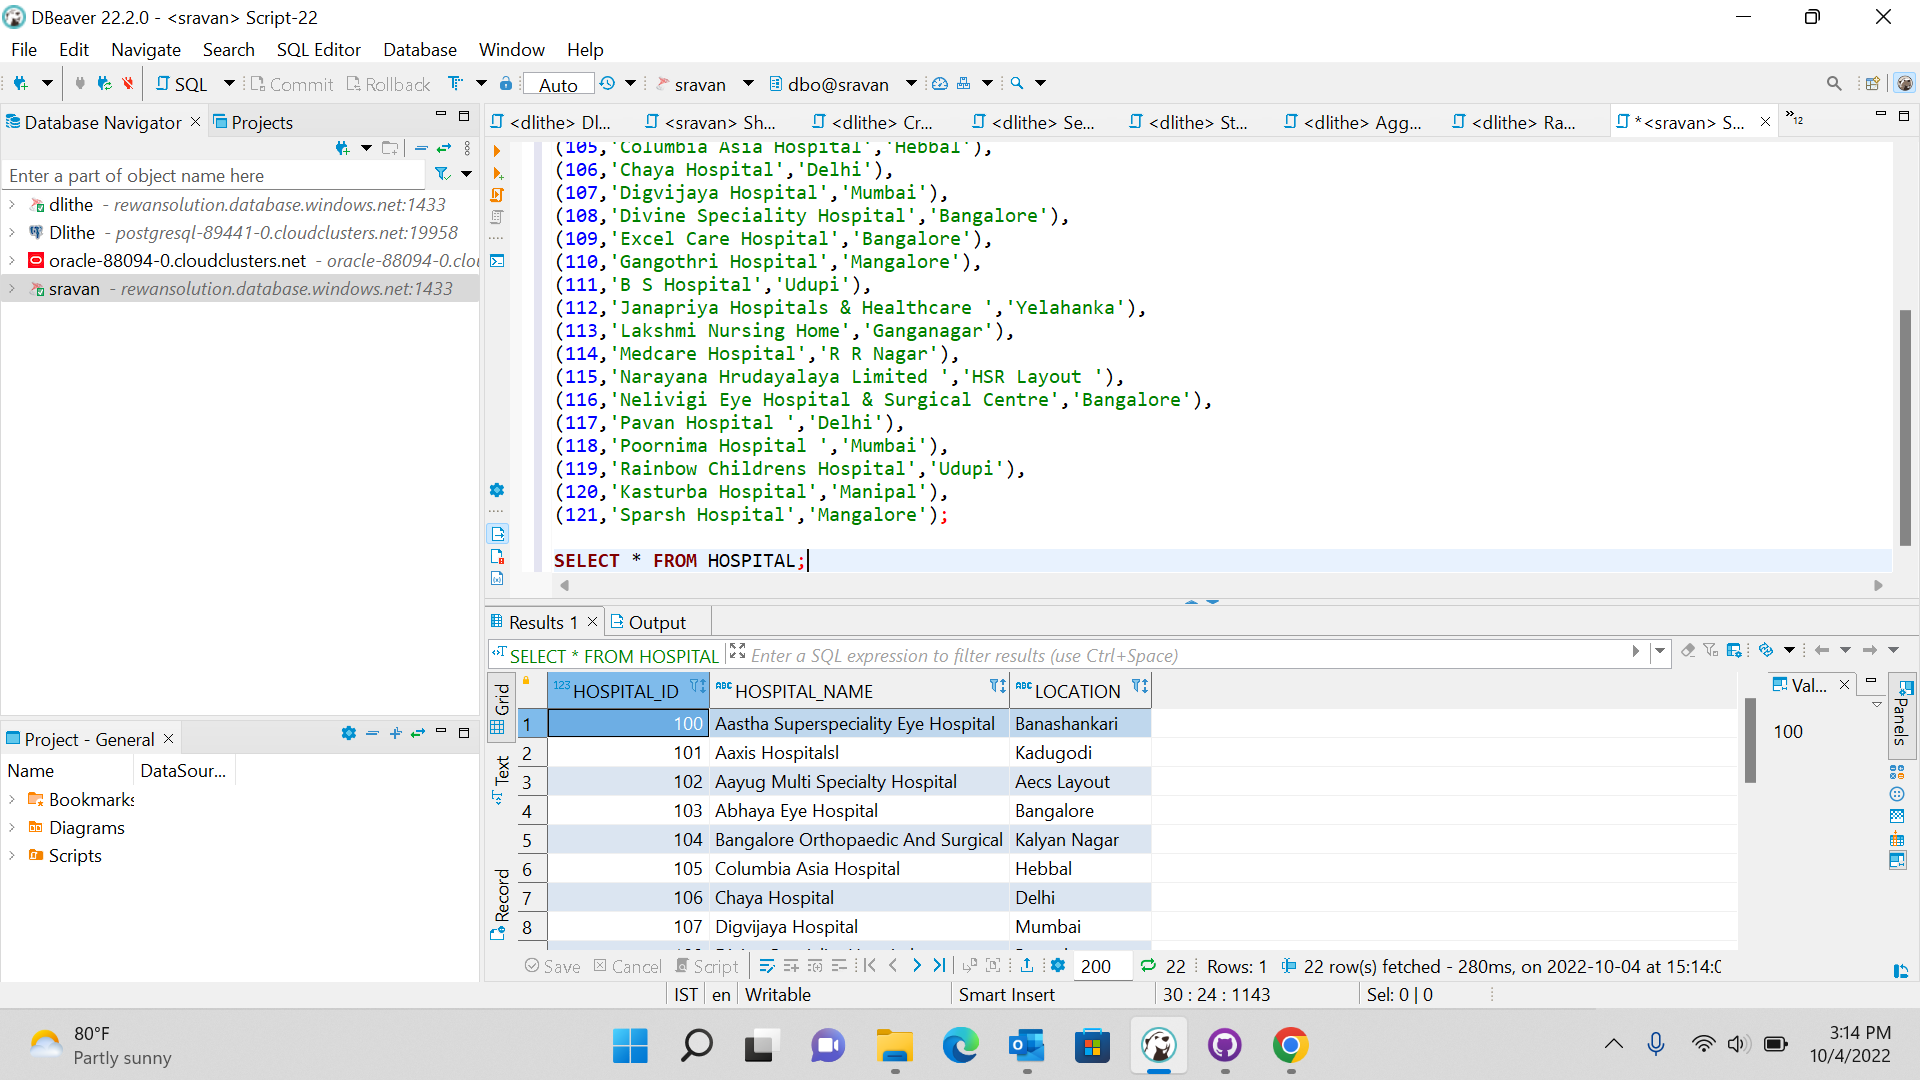 DBeaver 22.2.0 - <sravan> Script-22
File Edit Navigate Search SQL Editor Database Window Help
SQL Commit Rollback Auto sravan dbo@sravan
Database Navigator Projects
<dlithe> Dl... <sravan> Sh... <dlithe> Cr... <dlithe> Se... <dlithe> St... <dlithe> Agg... <dlithe> Ra... *<sravan> S... »12
Enter a part of object name here
dlithe - rewansolution.database.windows.net:1433
Dlithe - postgresql-89441-0.cloudclusters.net:19958
oracle-88094-0.cloudclusters.net - oracle-88094-0.clou
sravan - rewansolution.database.windows.net:1433
(105,'Columbia Asia Hospital','Hebbal'),
(106,'Chaya Hospital','Delhi'),
(107,'Digvijaya Hospital','Mumbai'),
(108,'Divine Speciality Hospital','Bangalore'),
(109,'Excel Care Hospital','Bangalore'),
(110,'Gangothri Hospital','Mangalore'),
(111,'B S Hospital','Udupi'),
(112,'Janapriya Hospitals & Healthcare ','Yelahanka'),
(113,'Lakshmi Nursing Home','Ganganagar'),
(114,'Medcare Hospital','R R Nagar'),
(115,'Narayana Hrudayalaya Limited ','HSR Layout '),
(116,'Nelivigi Eye Hospital & Surgical Centre','Bangalore'),
(117,'Pavan Hospital ','Delhi'),
(118,'Poornima Hospital ','Mumbai'),
(119,'Rainbow Childrens Hospital','Udupi'),
(120,'Kasturba Hospital','Manipal'),
(121,'Sparsh Hospital','Mangalore');
SELECT * FROM HOSPITAL;
Project - General
Name DataSour...
Bookmarks
Diagrams
Scripts
Results 1 Output
SELECT * FROM HOSPITAL Enter a SQL expression to filter results (use Ctrl+Space)
Grid
Text
Record
123 HOSPITAL_ID ABC HOSPITAL_NAME ABC LOCATION
1 100 Aastha Superspeciality Eye Hospital Banashankari
2 101 Aaxis Hospitalsl Kadugodi
3 102 Aayug Multi Specialty Hospital Aecs Layout
4 103 Abhaya Eye Hospital Bangalore
5 104 Bangalore Orthopaedic And Surgical Kalyan Nagar
6 105 Columbia Asia Hospital Hebbal
7 106 Chaya Hospital Delhi
8 107 Digvijaya Hospital Mumbai
Val...
100
Panels
Save Cancel Script 200 22 Rows: 1 22 row(s) fetched - 280ms, on 2022-10-04 at 15:14:0
IST en Writable Smart Insert 30 : 24 : 1143 Sel: 0 | 0
80°F
Partly sunny
3:14 PM
10/4/2022